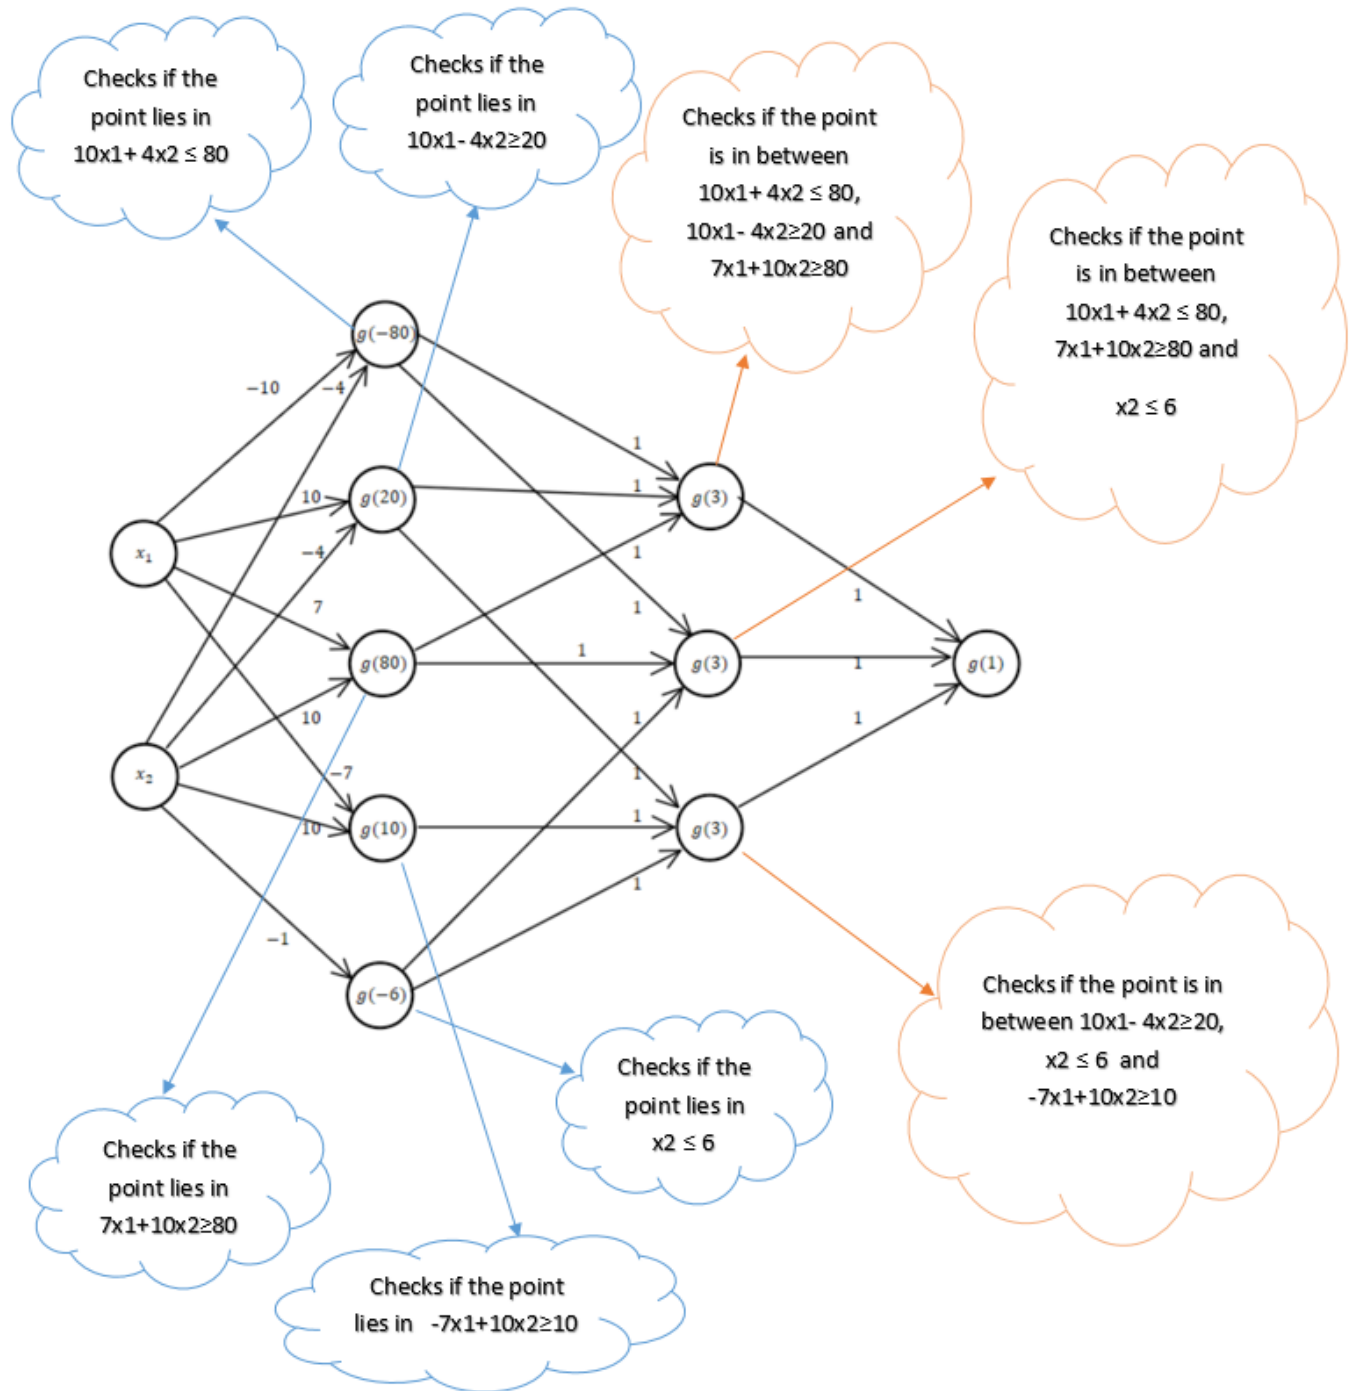 Checks if the
point lies in
10x1+ 4x2 ≤ 80
Checks if the
point lies in
10x1- 4x2≥20
Checks if the point
is in between
10x1+ 4x2 ≤ 80,
10x1- 4x2≥20 and
7x1+10x2≥80
Checks if the point
is in between
10x1+ 4x2 ≤ 80,
7x1+10x2≥80 and
x2 ≤ 6
g(−80)
−10
−4
1
10
g(20)
1
g(3)
x₁
−4
1
7
1
1
g(80)
1
g(3)
1
g(1)
10
1
1
x₂
−7
1
10
g(10)
1
g(3)
1
−1
g(−6)
Checks if the point is in
between 10x1- 4x2≥20,
x2 ≤ 6 and
-7x1+10x2≥10
Checks if the
point lies in
x2 ≤ 6
Checks if the
point lies in
7x1+10x2≥80
Checks if the point
lies in -7x1+10x2≥10